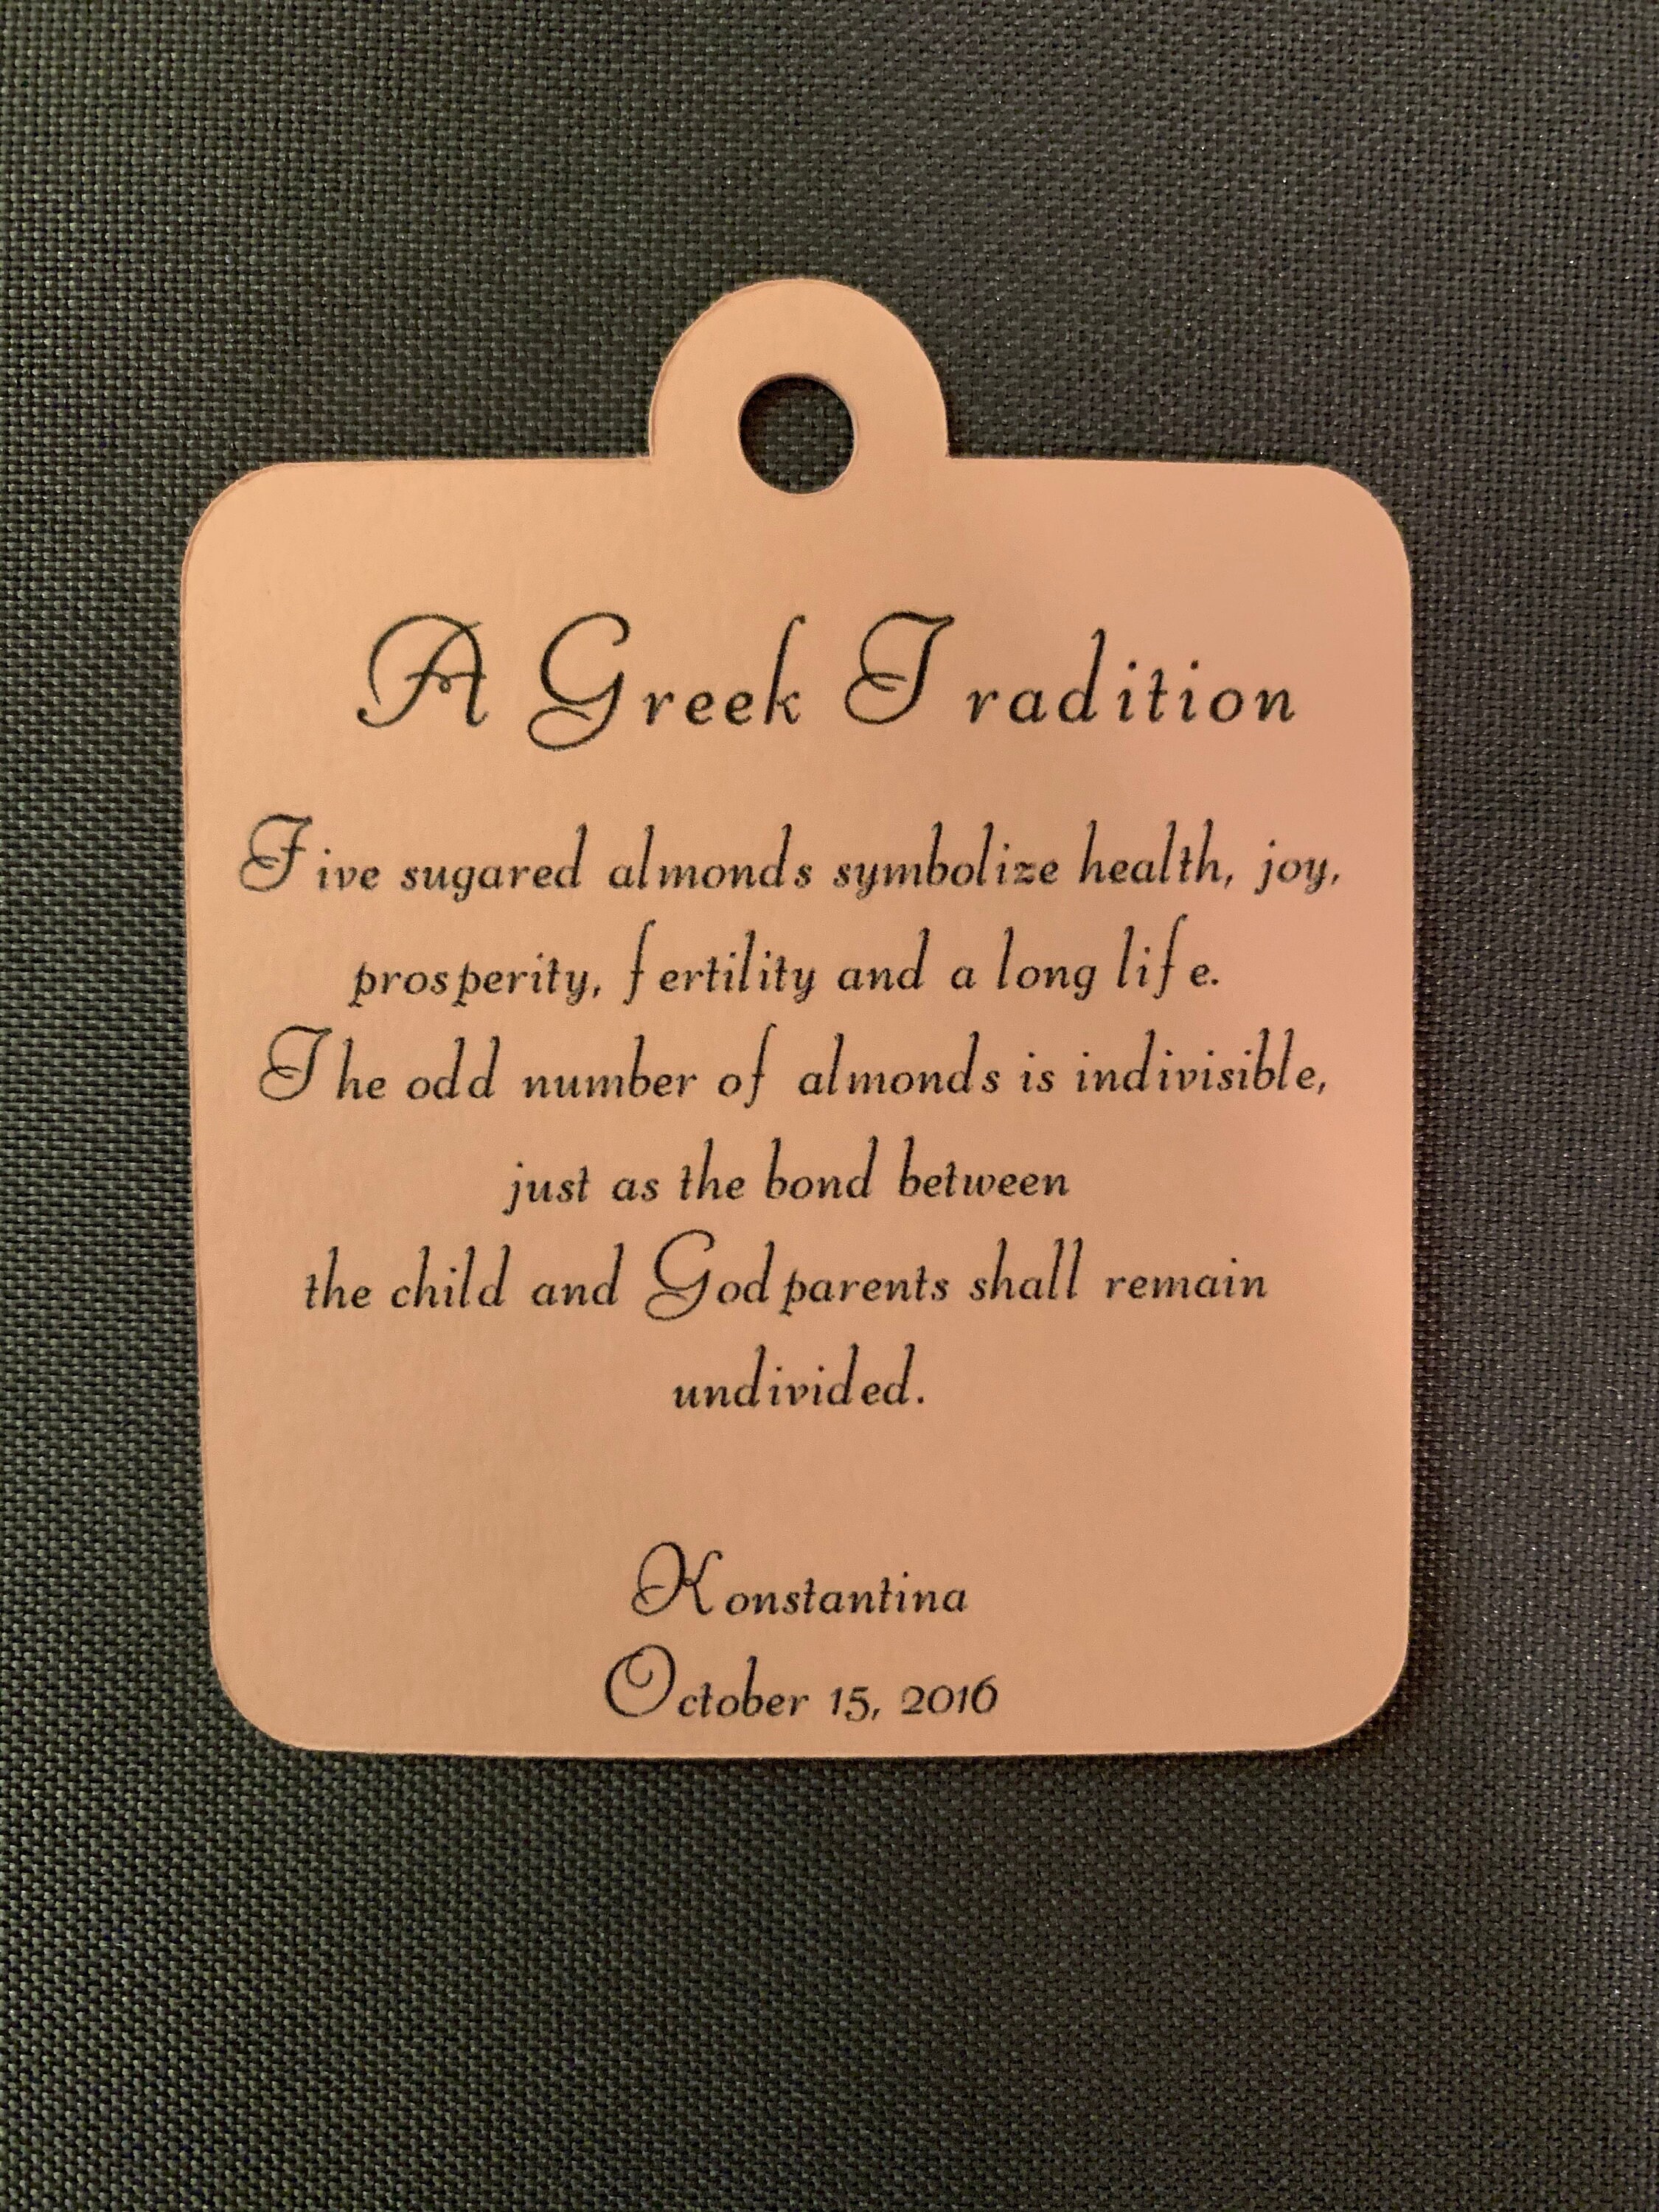 A Greek Tradition
Five sugared almonds symbolize health, joy,
prosperity, fertility and a long life.
The odd number of almonds is indivisible,
just as the bond between
the child and Godparents shall remain
undivided.
Konstantina
October 15, 2016